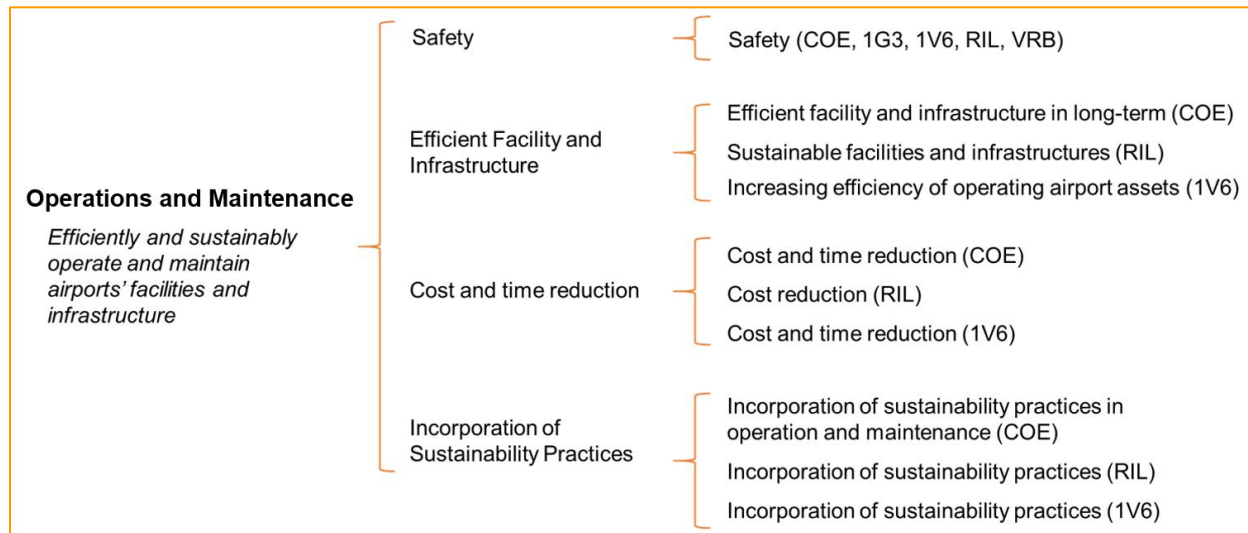 Operations and Maintenance
Efficiently and sustainably
operate and maintain
airports' facilities and
infrastructure
Safety
Safety (COE, 1G3, 1V6, RIL, VRB)
Efficient Facility and
Infrastructure
Efficient facility and infrastructure in long-term (COE)
Sustainable facilities and infrastructures (RIL)
Increasing efficiency of operating airport assets (1V6)
Cost and time reduction
Cost and time reduction (COE)
Cost reduction (RIL)
Cost and time reduction (1V6)
Incorporation of
Sustainability Practices
Incorporation of sustainability practices in
operation and maintenance (COE)
Incorporation of sustainability practices (RIL)
Incorporation of sustainability practices (1V6)